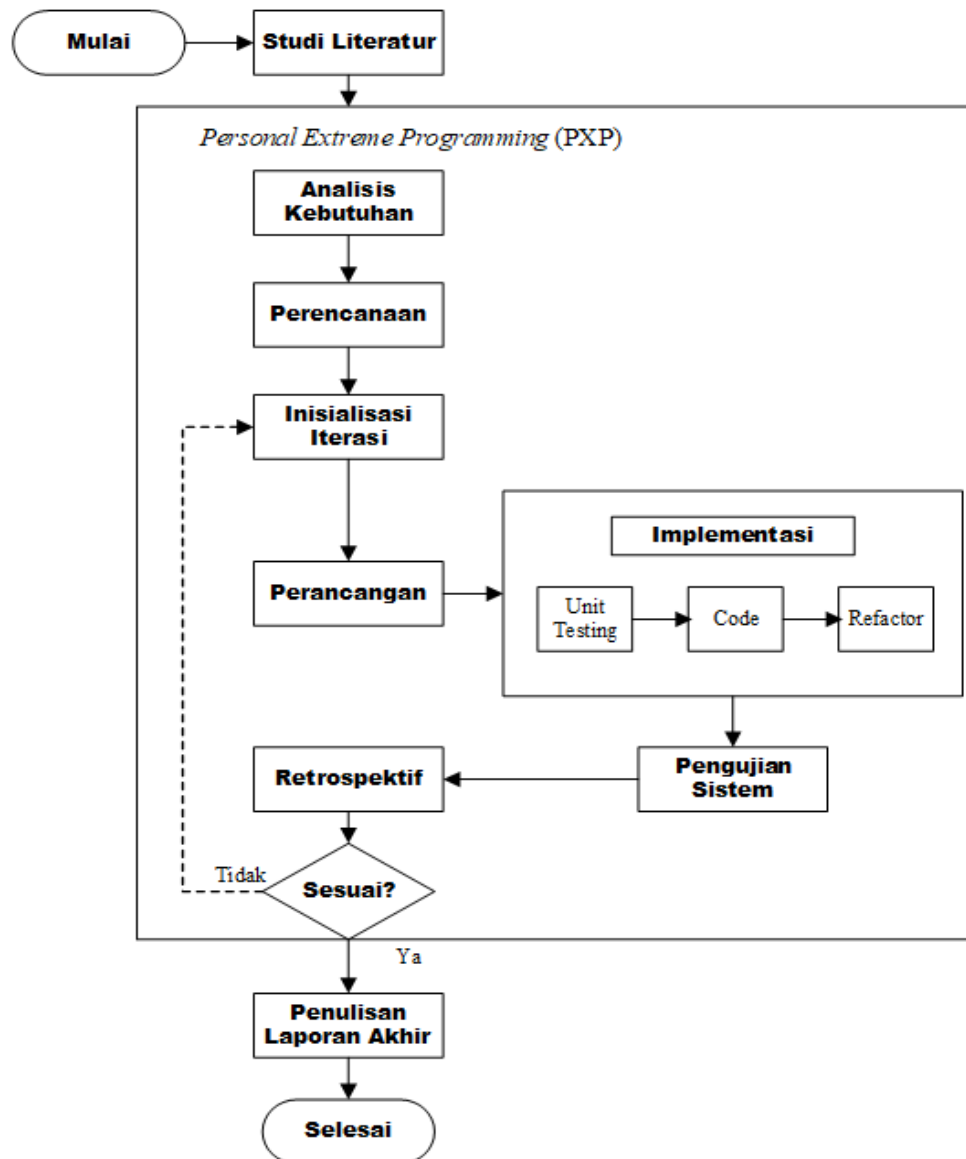 Mulai
Studi Literatur
Personal Extreme Programming (PXP)
Analisis
Kebutuhan
Perencanaan
Inisialisasi
Iterasi
Perancangan
Implementasi
Unit
Testing
Code
Refactor
Pengujian
Sistem
Retrospektif
Sesuai?
Tidak
Ya
Penulisan
Laporan Akhir
Selesai